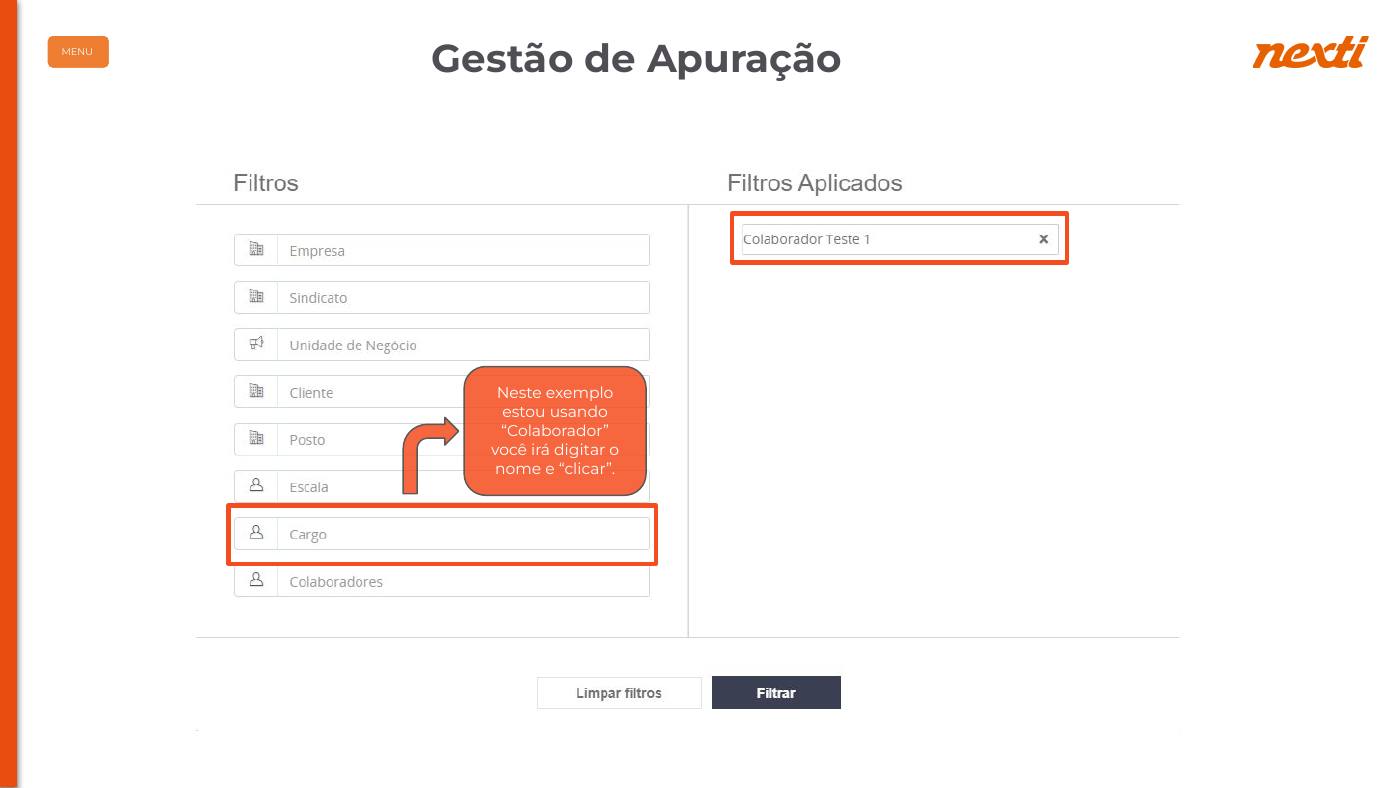 MENU
Gestão de Apuração
nexti
Filtros
Filtros Aplicados
Colaborador Teste 1
Empresa
Sindicato
Unidade de Negócio
Cliente
Posto
Escala
Cargo
Colaboradores
Neste exemplo
estou usando
“Colaborador”
você irá digitar o
nome e “clicar”.
Limpar filtros
Filtrar